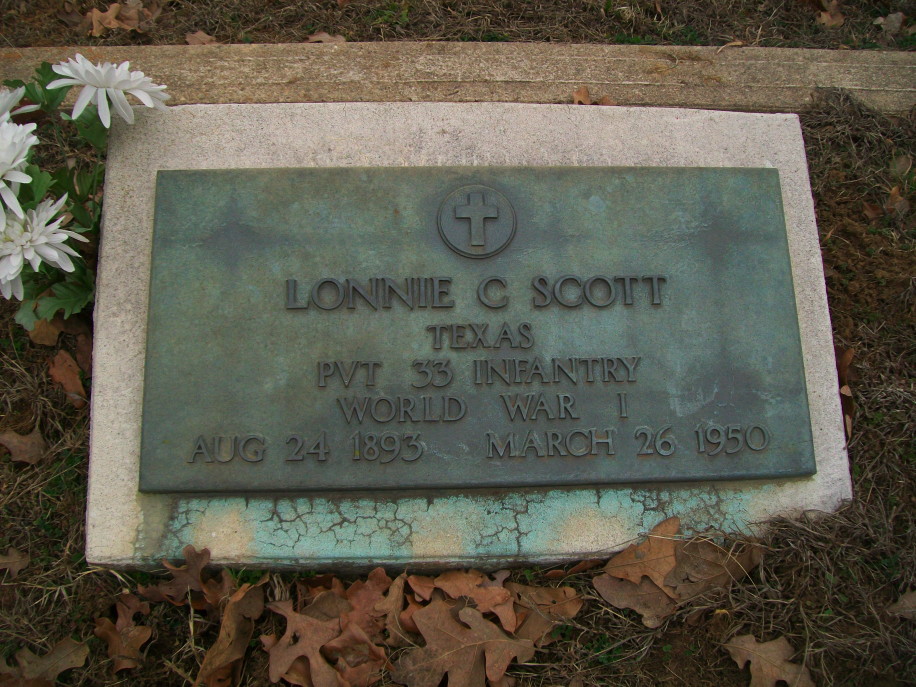 LONNIE C SCOTT
TEXAS
PVT 33 INFANTRY
WORLD WAR I
AUG 24 1893 MARCH 26 1950